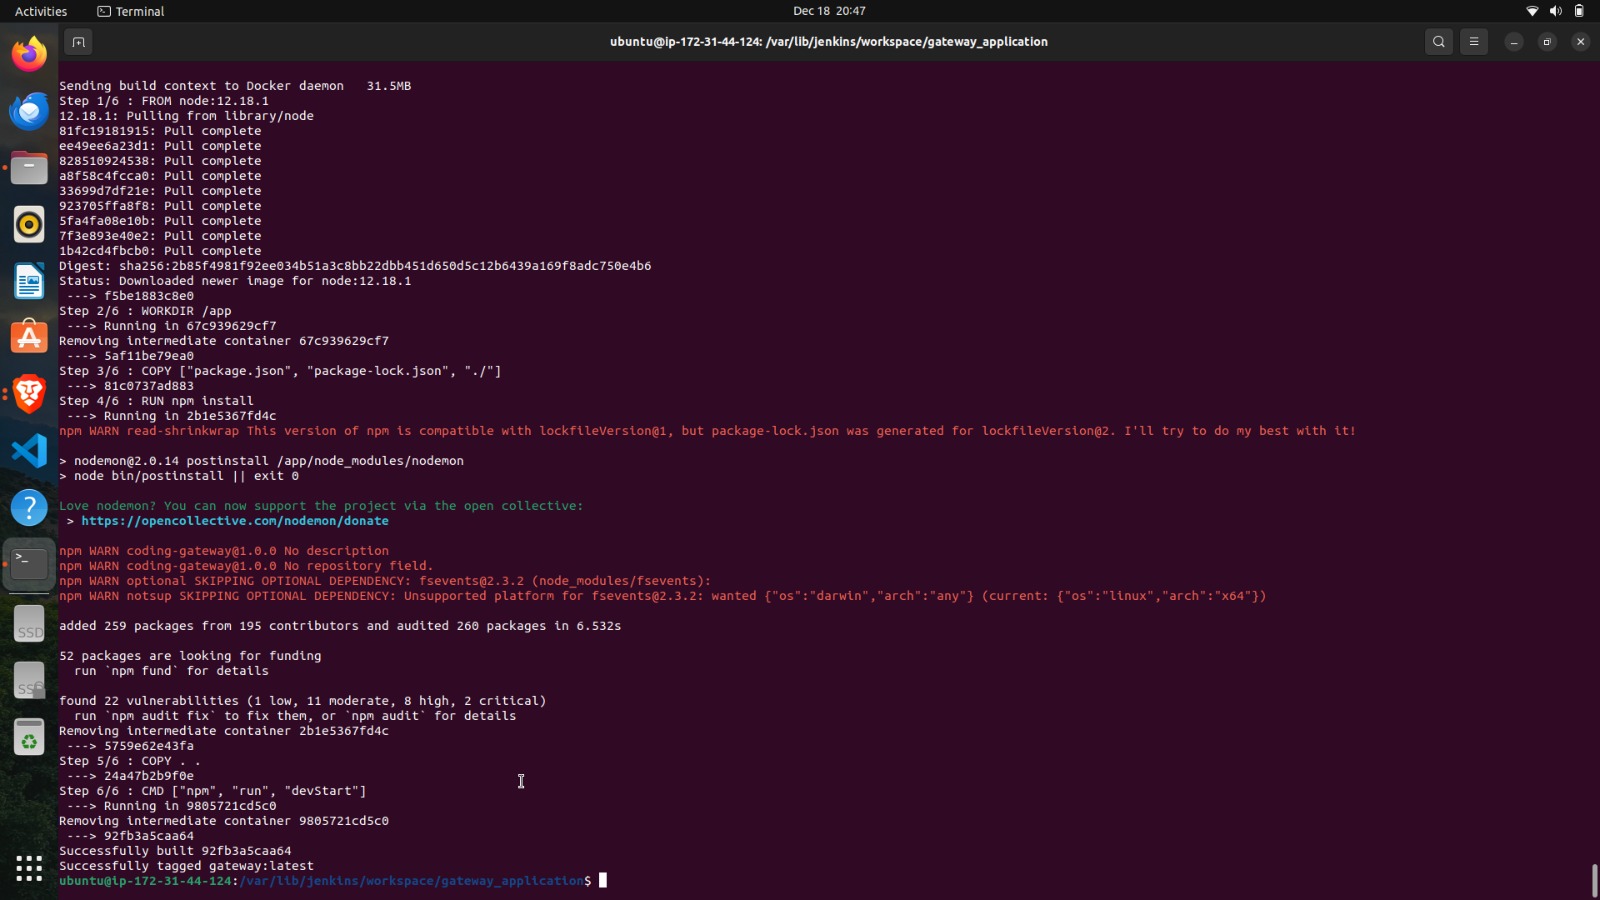 Activities
Terminal
Dec 18 20:47
ubuntu@ip-172-31-44-124: /var/lib/jenkins/workspace/gateway_application
Sending build context to Docker daemon   31.5MB
Step 1/6 : FROM node:12.18.1
12.18.1: Pulling from library/node
81fc19181915: Pull complete
ee49ee6a23d1: Pull complete
828510924538: Pull complete
a8f58c4fcca0: Pull complete
33699d7df21e: Pull complete
923705ffa8f8: Pull complete
5fa4fa08e10b: Pull complete
7f3e893e40e2: Pull complete
1b42cd4fbcb0: Pull complete
Digest: sha256:2b85f4981f92ee034b51a3c8bb22dbb451d650d5c12b6439a169f8adc750e4b6
Status: Downloaded newer image for node:12.18.1
 ---> f5be1883c8e0
Step 2/6 : WORKDIR /app
 ---> Running in 67c939629cf7
Removing intermediate container 67c939629cf7
 ---> 5af11be79ea0
Step 3/6 : COPY ["package.json", "package-lock.json", "./"]
 ---> 81c0737ad883
Step 4/6 : RUN npm install
 ---> Running in 2b1e5367fd4c
npm WARN read-shrinkwrap This version of npm is compatible with lockfileVersion@1, but package-lock.json was generated for lockfileVersion@2. I'll try to do my best with it!
> nodemon@2.0.14 postinstall /app/node_modules/nodemon
> node bin/postinstall || exit 0
Love nodemon? You can now support the project via the open collective:
 > https://opencollective.com/nodemon/donate
npm WARN coding-gateway@1.0.0 No description
npm WARN coding-gateway@1.0.0 No repository field.
npm WARN optional SKIPPING OPTIONAL DEPENDENCY: fsevents@2.3.2 (node_modules/fsevents):
npm WARN notsup SKIPPING OPTIONAL DEPENDENCY: Unsupported platform for fsevents@2.3.2: wanted {"os":"darwin","arch":"any"} (current: {"os":"linux","arch":"x64"})
added 259 packages from 195 contributors and audited 260 packages in 6.532s
52 packages are looking for funding
  run `npm fund` for details
found 22 vulnerabilities (1 low, 11 moderate, 8 high, 2 critical)
  run `npm audit fix` to fix them, or `npm audit` for details
Removing intermediate container 2b1e5367fd4c
 ---> 5759e62e43fa
Step 5/6 : COPY . .
 ---> 24a47b2b9f0e
Step 6/6 : CMD ["npm", "run", "devStart"]
 ---> Running in 9805721cd5c0
Removing intermediate container 9805721cd5c0
 ---> 92fb3a5caa64
Successfully built 92fb3a5caa64
Successfully tagged gateway:latest
ubuntu@ip-172-31-44-124:/var/lib/jenkins/workspace/gateway_application$
SSD